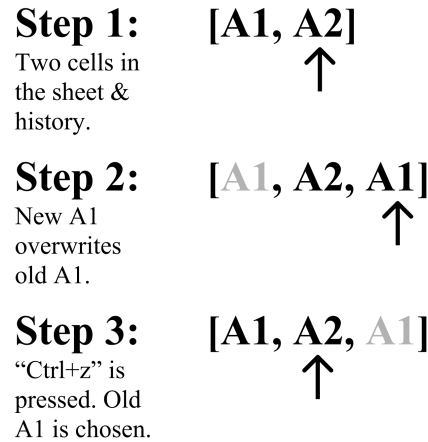 Step 1: [A1, A2]
Two cells in
the sheet &
history.
Step 2: [A1, A2, A1]
New A1
overwrites
old A1.
Step 3: [A1, A2, A1]
“Ctrl+z” is
pressed. Old
A1 is chosen.